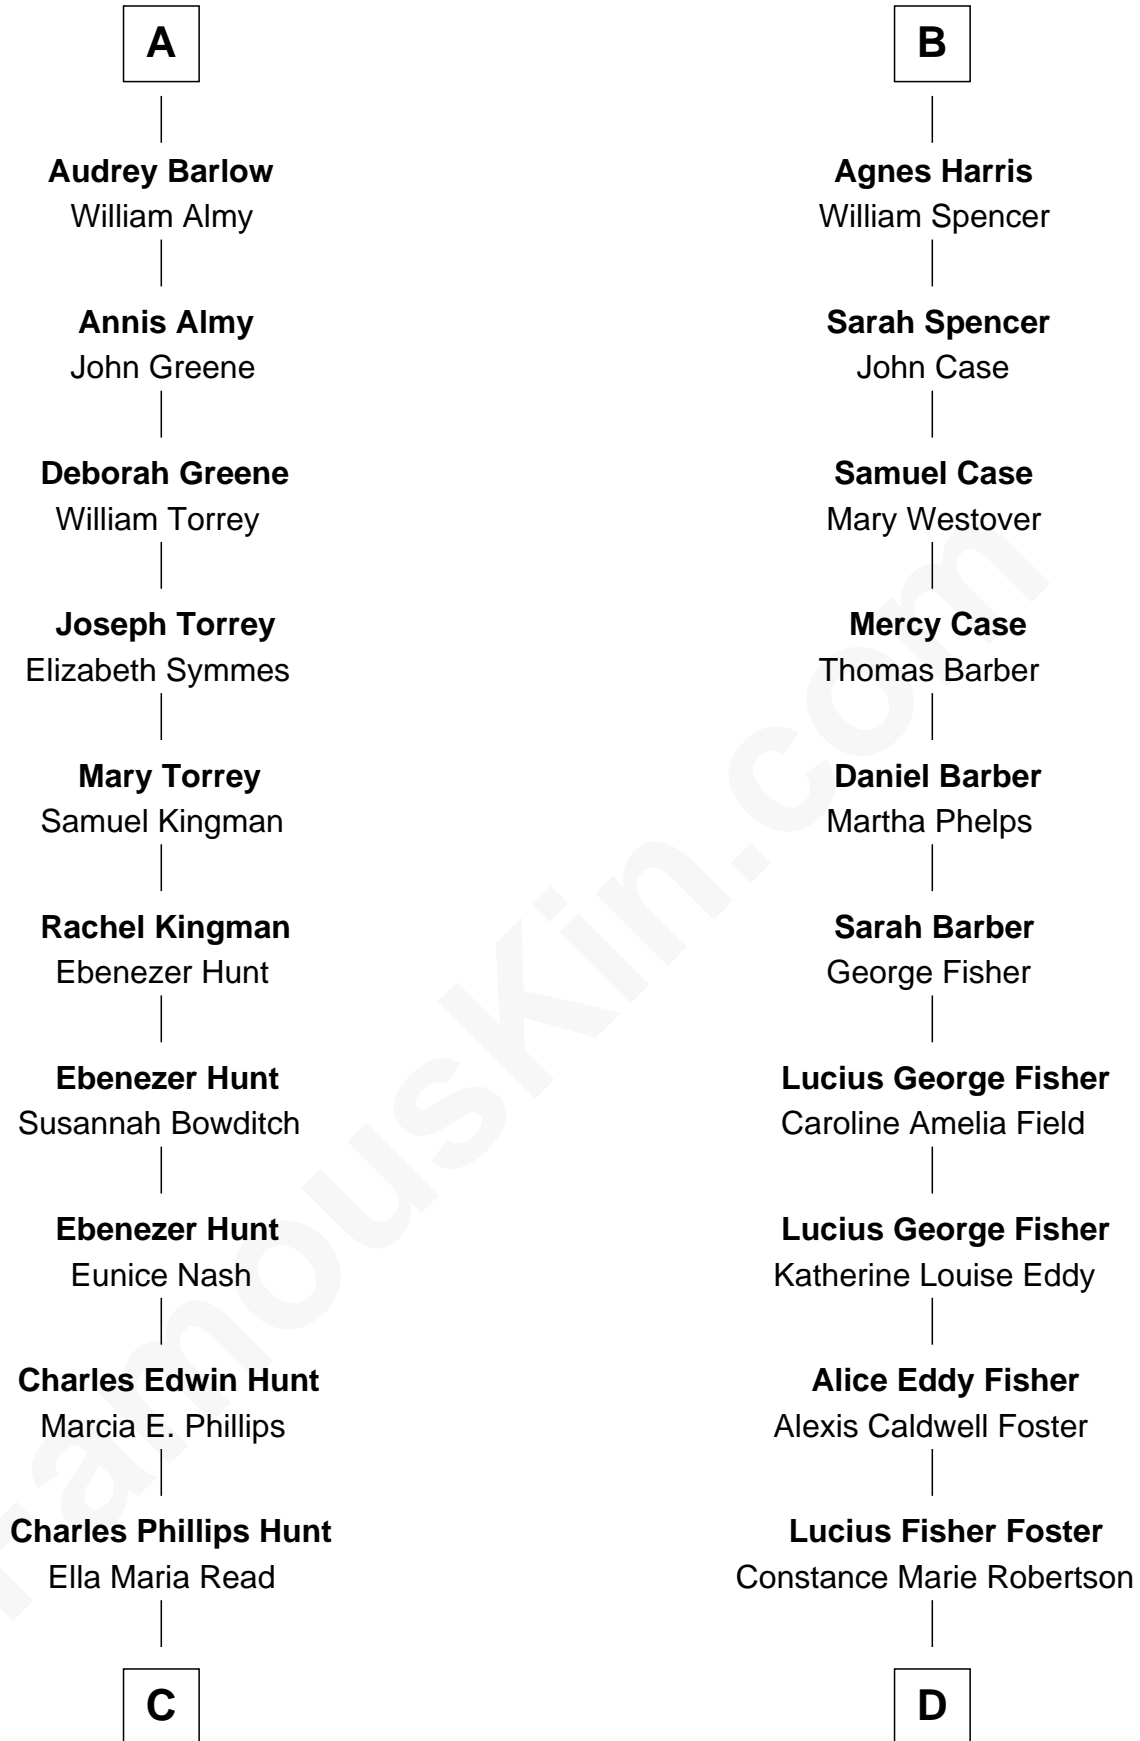 A
Audrey Barlow
William Almy
Annis Almy
John Greene
Deborah Greene
William Torrey
Joseph Torrey
Elizabeth Symmes
Mary Torrey
Samuel Kingman
Rachel Kingman
Ebenezer Hunt
Ebenezer Hunt
Susannah Bowditch
Ebenezer Hunt
Eunice Nash
Charles Edwin Hunt
Marcia E. Phillips
Charles Phillips Hunt
Ella Maria Read
C
B
Agnes Harris
William Spencer
Sarah Spencer
John Case
Samuel Case
Mary Westover
Mercy Case
Thomas Barber
Daniel Barber
Martha Phelps
Sarah Barber
George Fisher
Lucius George Fisher
Caroline Amelia Field
Lucius George Fisher
Katherine Louise Eddy
Alice Eddy Fisher
Alexis Caldwell Foster
Lucius Fisher Foster
Constance Marie Robertson
D
FamousKin.com